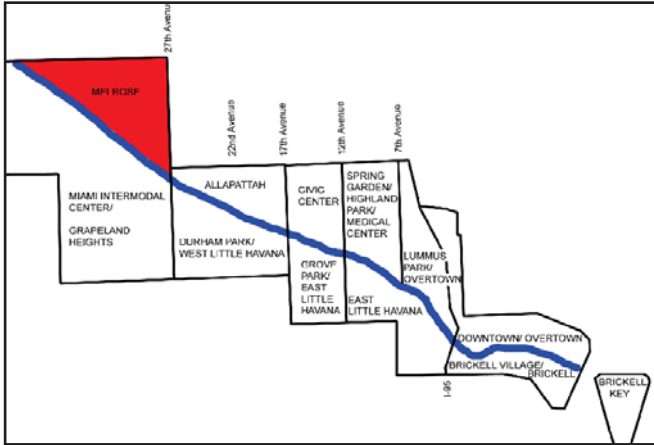 27th Avenue
MELROSE
22nd Avenue
17th Avenue
12th Avenue
7th Avenue
MIAMI INTERMODAL
CENTER/
GRAPELAND
HEIGHTS
ALLAPATTAH
DURHAM PARK/
WEST LITTLE HAVANA
CIVIC
CENTER
GROVE
PARK/
EAST
LITTLE
HAVANA
SPRING
GARDEN/
HIGHLAND
PARK/
MEDICAL
CENTER
EAST
LITTLE HAVANA
LUMMUS
PARK/
OVERTOWN
DOWNTOWN/ OVERTOWN
BRICKELL VILLAGE/
BRICKELL
I-95
BRICKELL
KEY